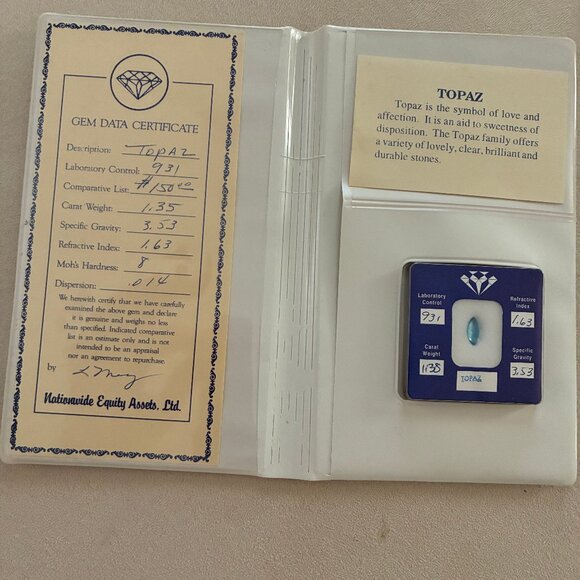 GEM DATA CERTIFICATE
Description: TOPAZ
Laboratory Control: 931
Comparative List: $150.00
Carat Weight: 1.35
Specific Gravity: 3.53
Refractive Index: 1.63
Moh's Hardness: 8
Dispersion: .014
We herewith certify that we have carefully
examined the above gem and declare
it is genuine and weighs no less
than specified. Indicated comparative
list is an estimate only and is not
intended to be an appraisal
nor an agreement to repurchase.
by
Nationwide Equity Assets, Ltd.
TOPAZ
Topaz is the symbol of love and
affection. It is an aid to sweetness of
disposition. The Topaz family offers
a variety of lovely, clear, brilliant and
durable stones.
Laboratory
Control
931
Refractive
Index
1.63
Carat
Weight
1.35
Specific
Gravity
3.53
TOPAZ